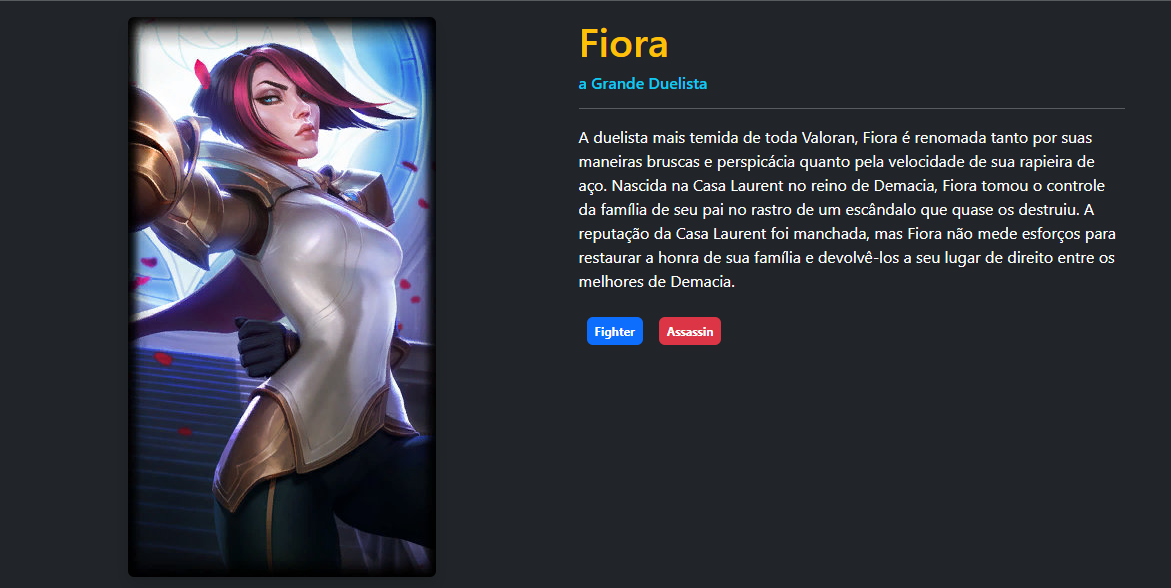 Fiora
a Grande Duelista
A duelista mais temida de toda Valoran, Fiora é renomada tanto por suas
maneiras bruscas e perspicácia quanto pela velocidade de sua rapieira de
aço. Nascida na Casa Laurent no reino de Demacia, Fiora tomou o controle
da família de seu pai no rastro de um escândalo que quase os destruiu. A
reputação da Casa Laurent foi manchada, mas Fiora não mede esforços para
restaurar a honra de sua família e devolvê-los a seu lugar de direito entre os
melhores de Demacia.
Fighter Assassin